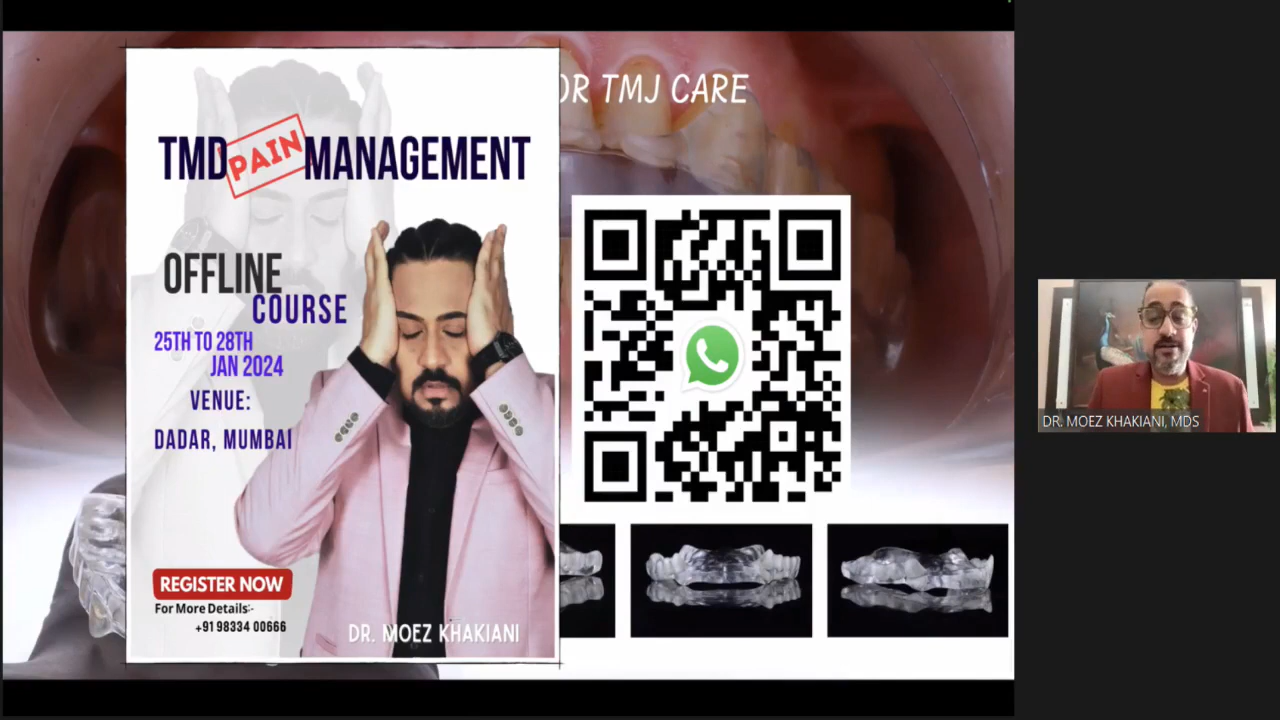 OR TMJ CARE
TMD PAIN MANAGEMENT
OFFLINE
COURSE
25TH TO 28TH
JAN 2024
VENUE:
DADAR, MUMBAI
REGISTER NOW
For More Details:-
+91 98334 00666
DR. MOEZ KHAKIANI
DR. MOEZ KHAKIANI, MDS